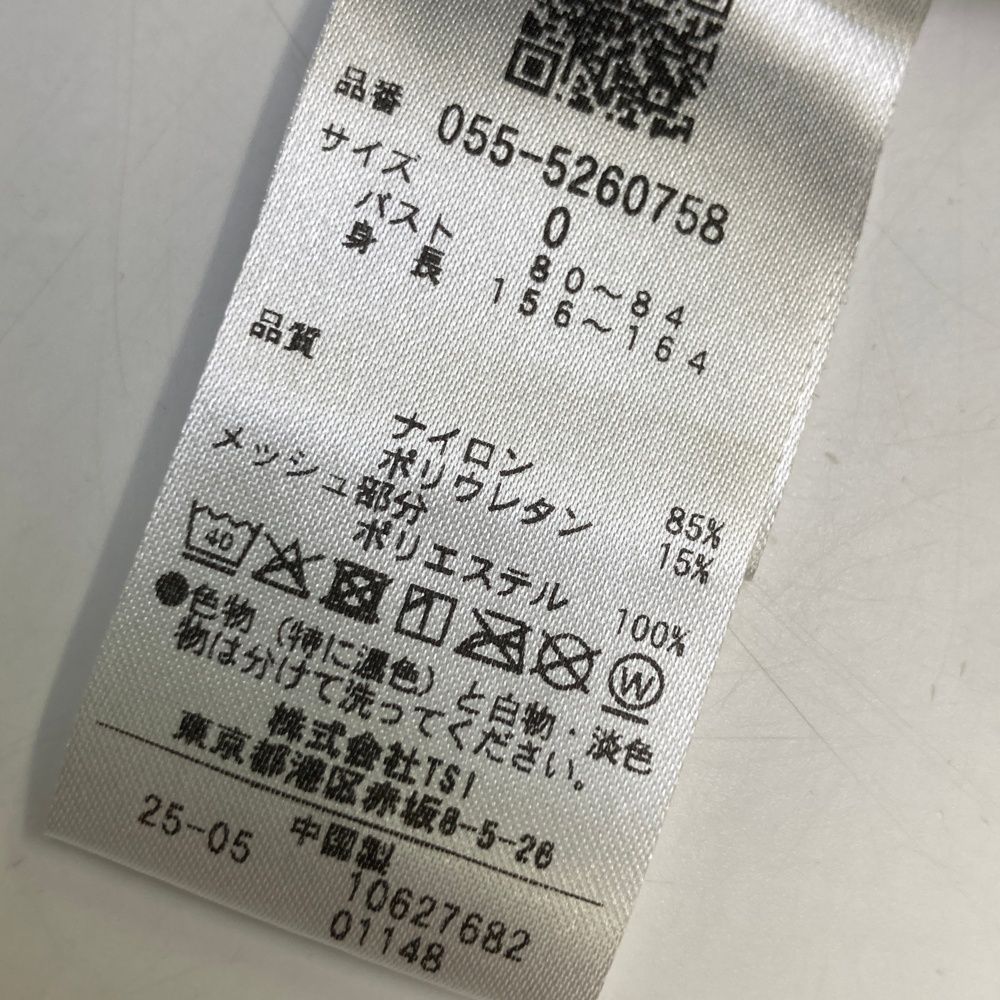 品番 055-5260758
サイズ 0
バスト 80～84
身長 156～164
品質
ナイロン 85%
ポリウレタン 15%
メッシュ部分
ポリエステル 100%
40 W
●色物（特に濃色）と白物・淡色
物は分けて洗ってください。
株式会社TSI
東京都港区赤坂8-5-26
25-05 中国製
10627682
01148